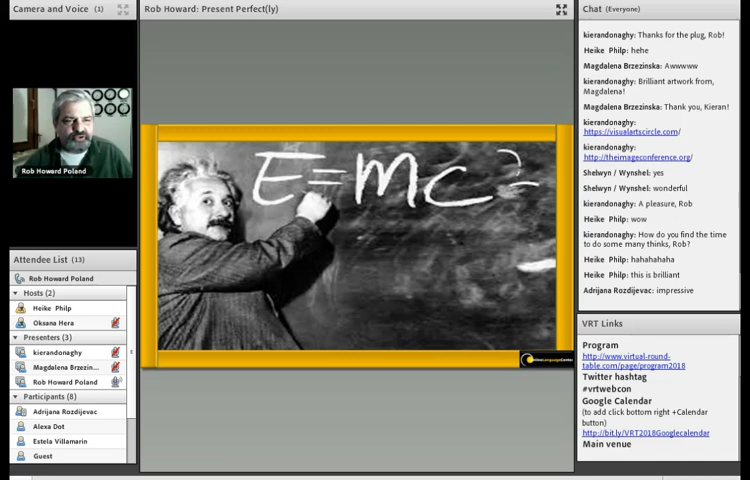 Camera and Voice (1)
Rob Howard Poland
Attendee List (13)
Rob Howard Poland
Hosts (2)
Heike Philp
Oksana Hera
Presenters (3)
kierandonaghy
Magdalena Brzezin...
Rob Howard Poland
Participants (8)
Adrijana Rozdijevac
Alexa Dot
Estela Villamarin
Guest
Rob Howard: Present Perfect(ly)
E=mc²
Chat (Everyone)
kierandonaghy: Thanks for the plug, Rob!
Heike Philp: hehe
Magdalena Brzezinska: Awwwww
kierandonaghy: Brilliant artwork from,
Magdalena!
Magdalena Brzezinska: Thank you, Kieran!
kierandonaghy:
https://visualartscircle.com/
kierandonaghy:
http://theimageconference.org/
Shelwyn / Wynshel: yes
Shelwyn / Wynshel: wonderful
kierandonaghy: A pleasure, Rob
Heike Philp: wow
kierandonaghy: How do you find the time
to do some many thinks, Rob?
Heike Philp: hahahahaha
Heike Philp: this is brilliant
Adrijana Rozdijevac: impressive
VRT Links
Program
http://www.virtual-round-
table.com/page/program2018
Twitter hashtag
#vrtwebcon
Google Calendar
(to add click bottom right +Calendar
button)
http://bit.ly/VRT2018Googlecalendar
Main venue